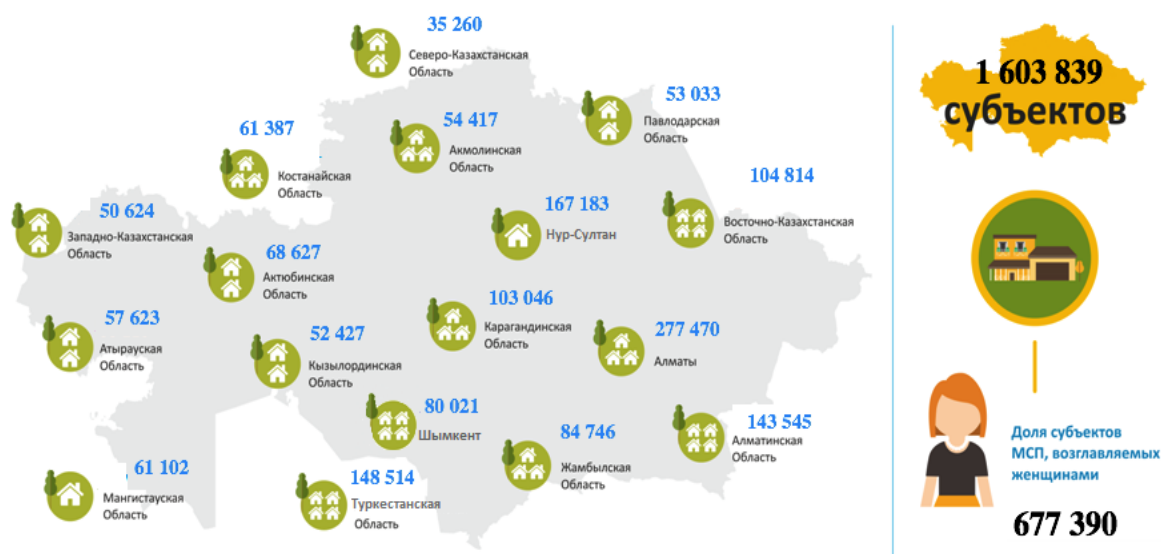 35 260
Северо-Казахстанская
Область
53 033
Павлодарская
Область
54 417
Акмолинская
Область
61 387
Костанайская
Область
104 814
Восточно-Казахстанская
Область
167 183
Нур-Султан
50 624
Западно-Казахстанская
Область
68 627
Актюбинская
Область
103 046
Карагандинская
Область
57 623
Атырауская
Область
52 427
Кызылординская
Область
277 470
Алматы
80 021
Шымкент
84 746
Жамбылская
Область
143 545
Алматинская
Область
61 102
Мангистауская
Область
148 514
Туркестанская
Область
1 603 839
субъектов
Доля субъектов
МСП, возглавляемых
женщинами
677 390